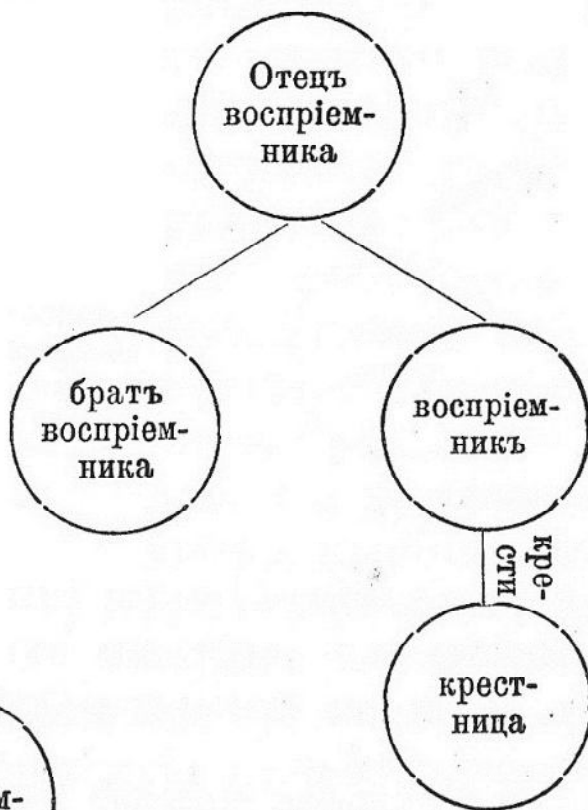 Отецъ
воспріем-
ника
братъ
воспріем-
ника
воспріем-
никъ
кре-
сти
крест-
ница
м-